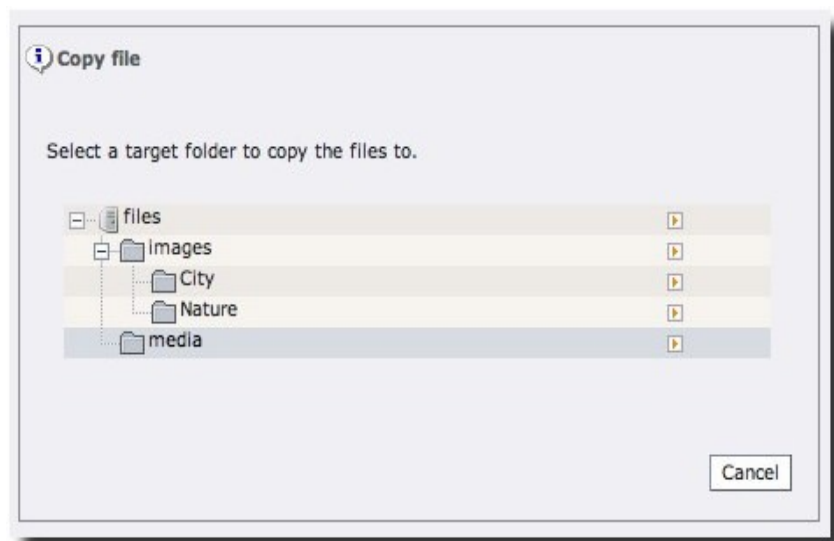 Copy file
Select a target folder to copy the files to.
files
images
City
Nature
media
Cancel